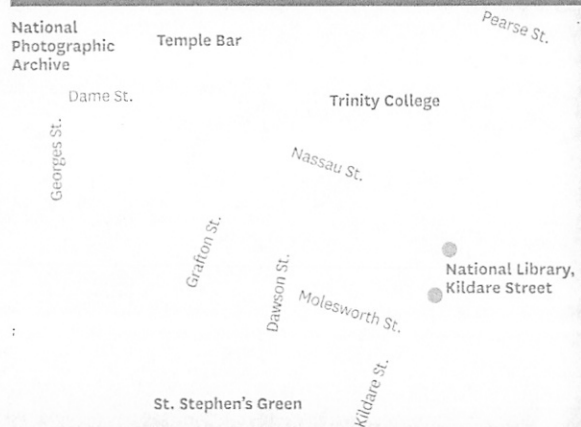 National
Photographic
Archive
Temple Bar
Pearse St.
Dame St.
Trinity College
Georges St.
Nassau St.
Grafton St.
Dawson St.
National Library,
Kildare Street
Molesworth St.
Kildare St.
St. Stephen's Green